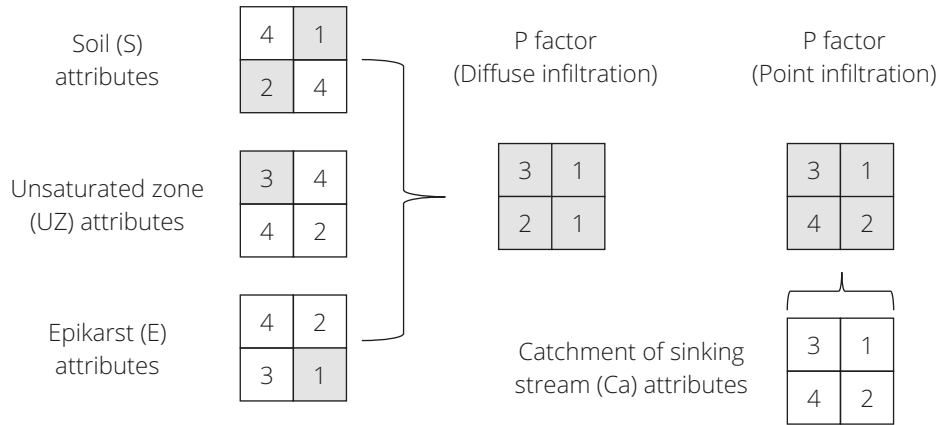 Soil (S)
attributes
4 1
2 4
Unsaturated zone
(UZ) attributes
3 4
4 2
Epikarst (E)
attributes
4 2
3 1
P factor
(Diffuse infiltration)
3 1
2 1
P factor
(Point infiltration)
3 1
4 2
Catchment of sinking
stream (Ca) attributes
3 1
4 2